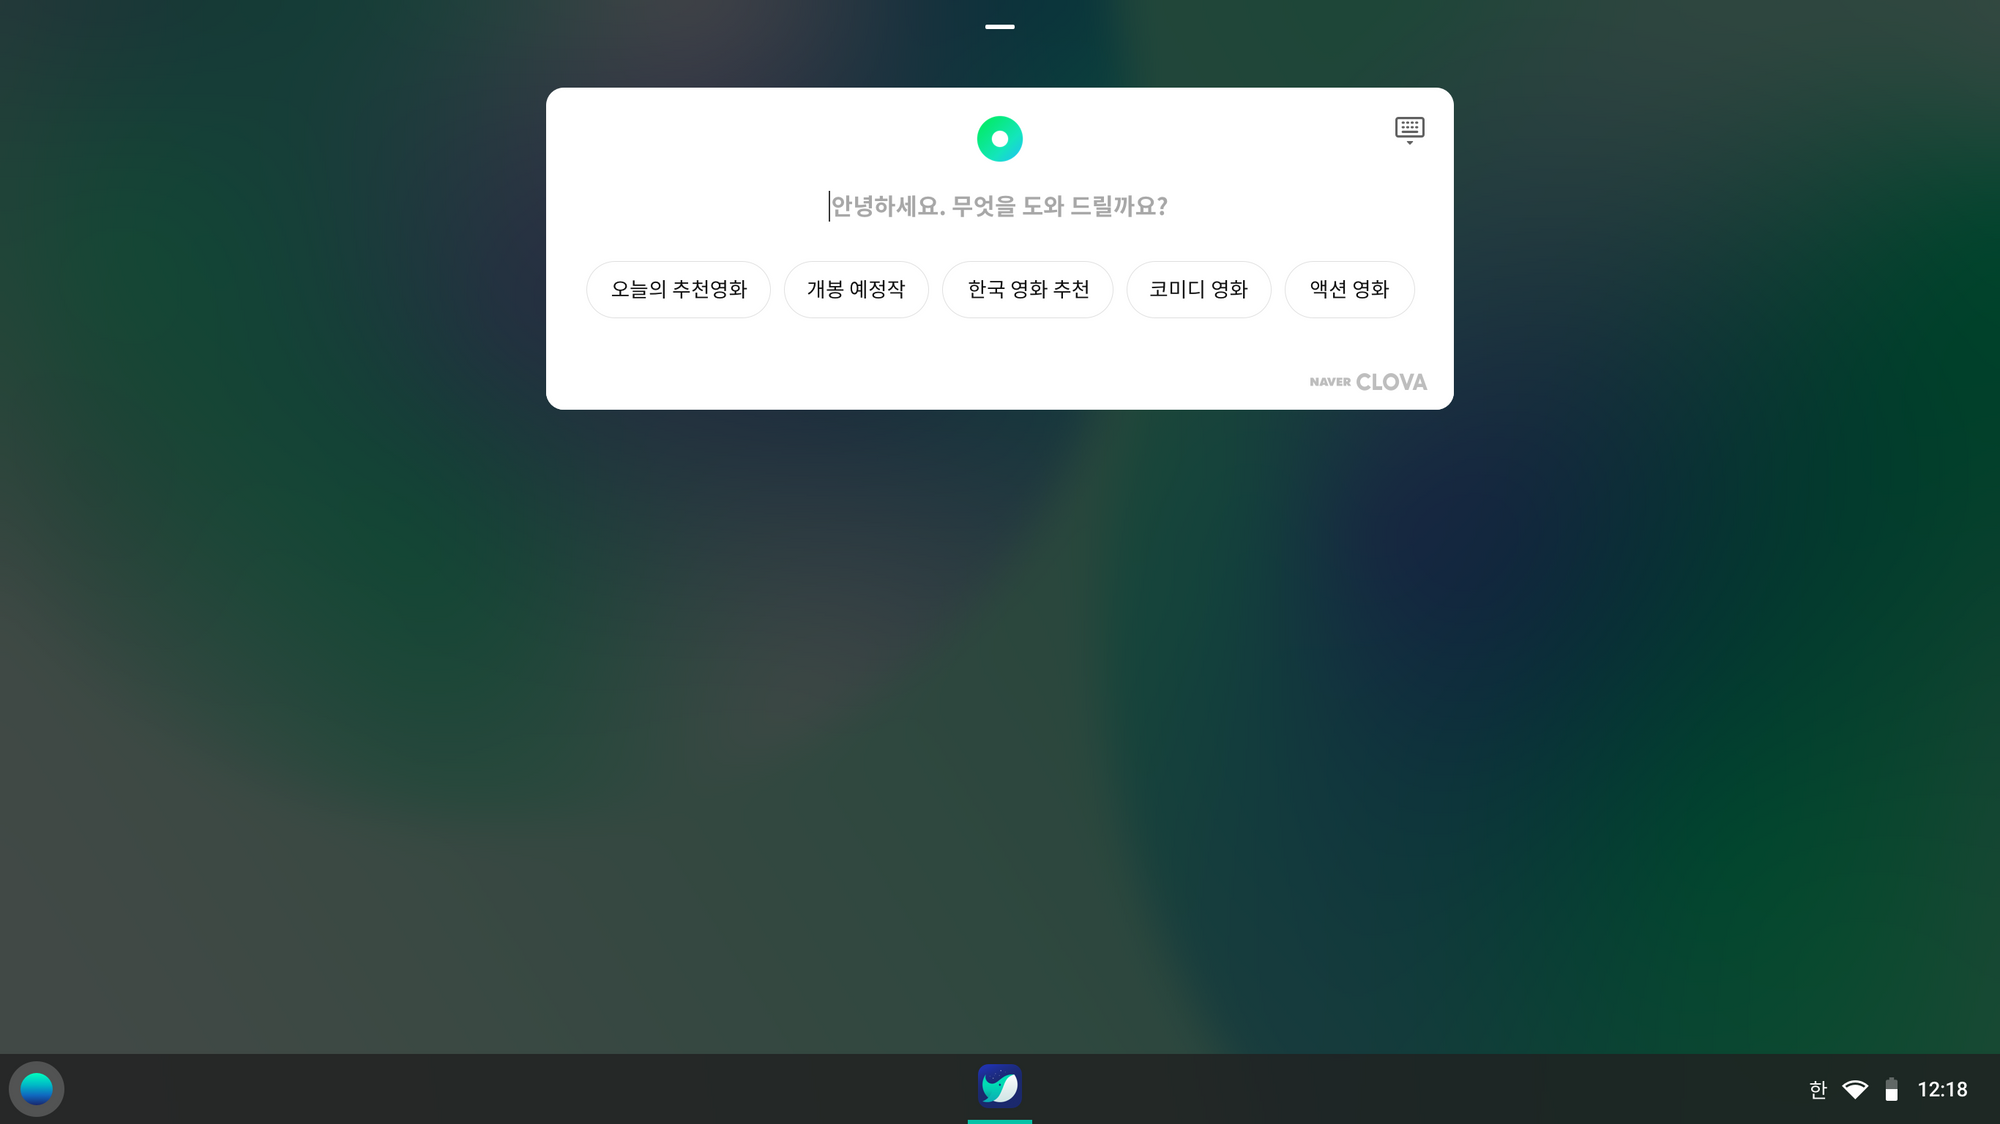 안녕하세요. 무엇을 도와 드릴까요?
오늘의 추천영화 개봉 예정작 한국 영화 추천 코미디 영화 액션 영화
NAVER CLOVA
한 12:18